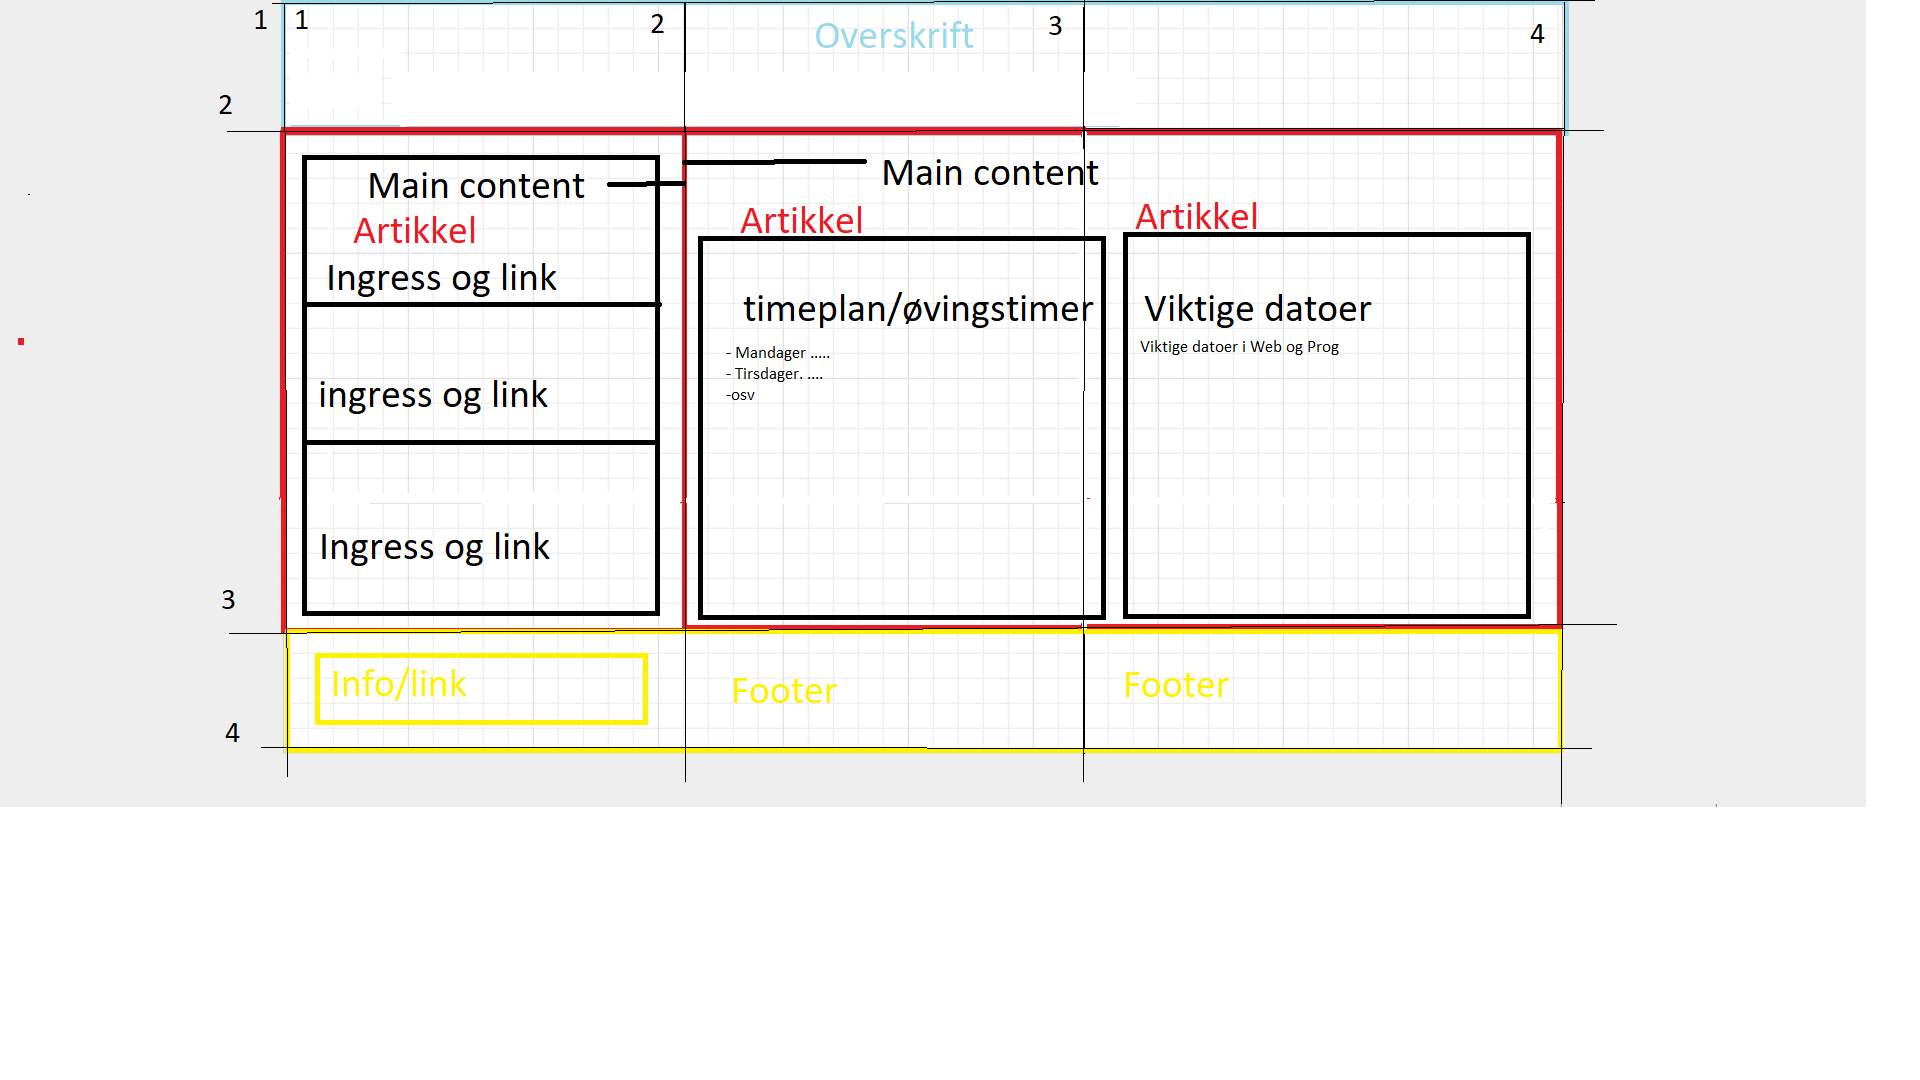 1
1
2
Overskrift
3
4
2
Main content
Artikkel
Ingress og link
ingress og link
Ingress og link
Main content
Artikkel
timeplan/øvingstimer
- Mandager .....
- Tirsdager. ....
-osv
Artikkel
Viktige datoer
Viktige datoer i Web og Prog
3
Info/link
Footer
Footer
4